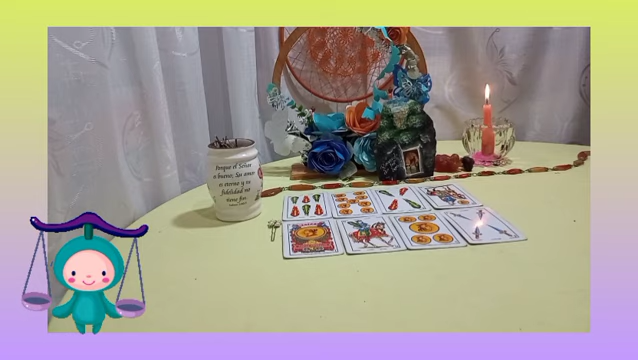 Porque el Señor
es bueno; Su amor
es eterno y su
fidelidad no
tiene fin.